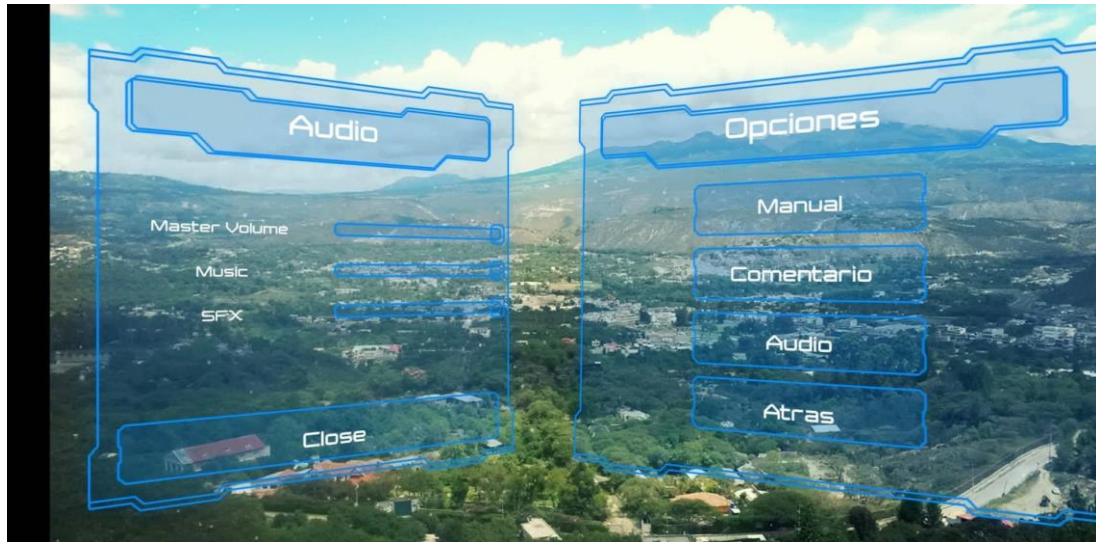 Audio
Master Volume
Music
SFX
Close
Opciones
Manual
Comentario
Audio
Atras